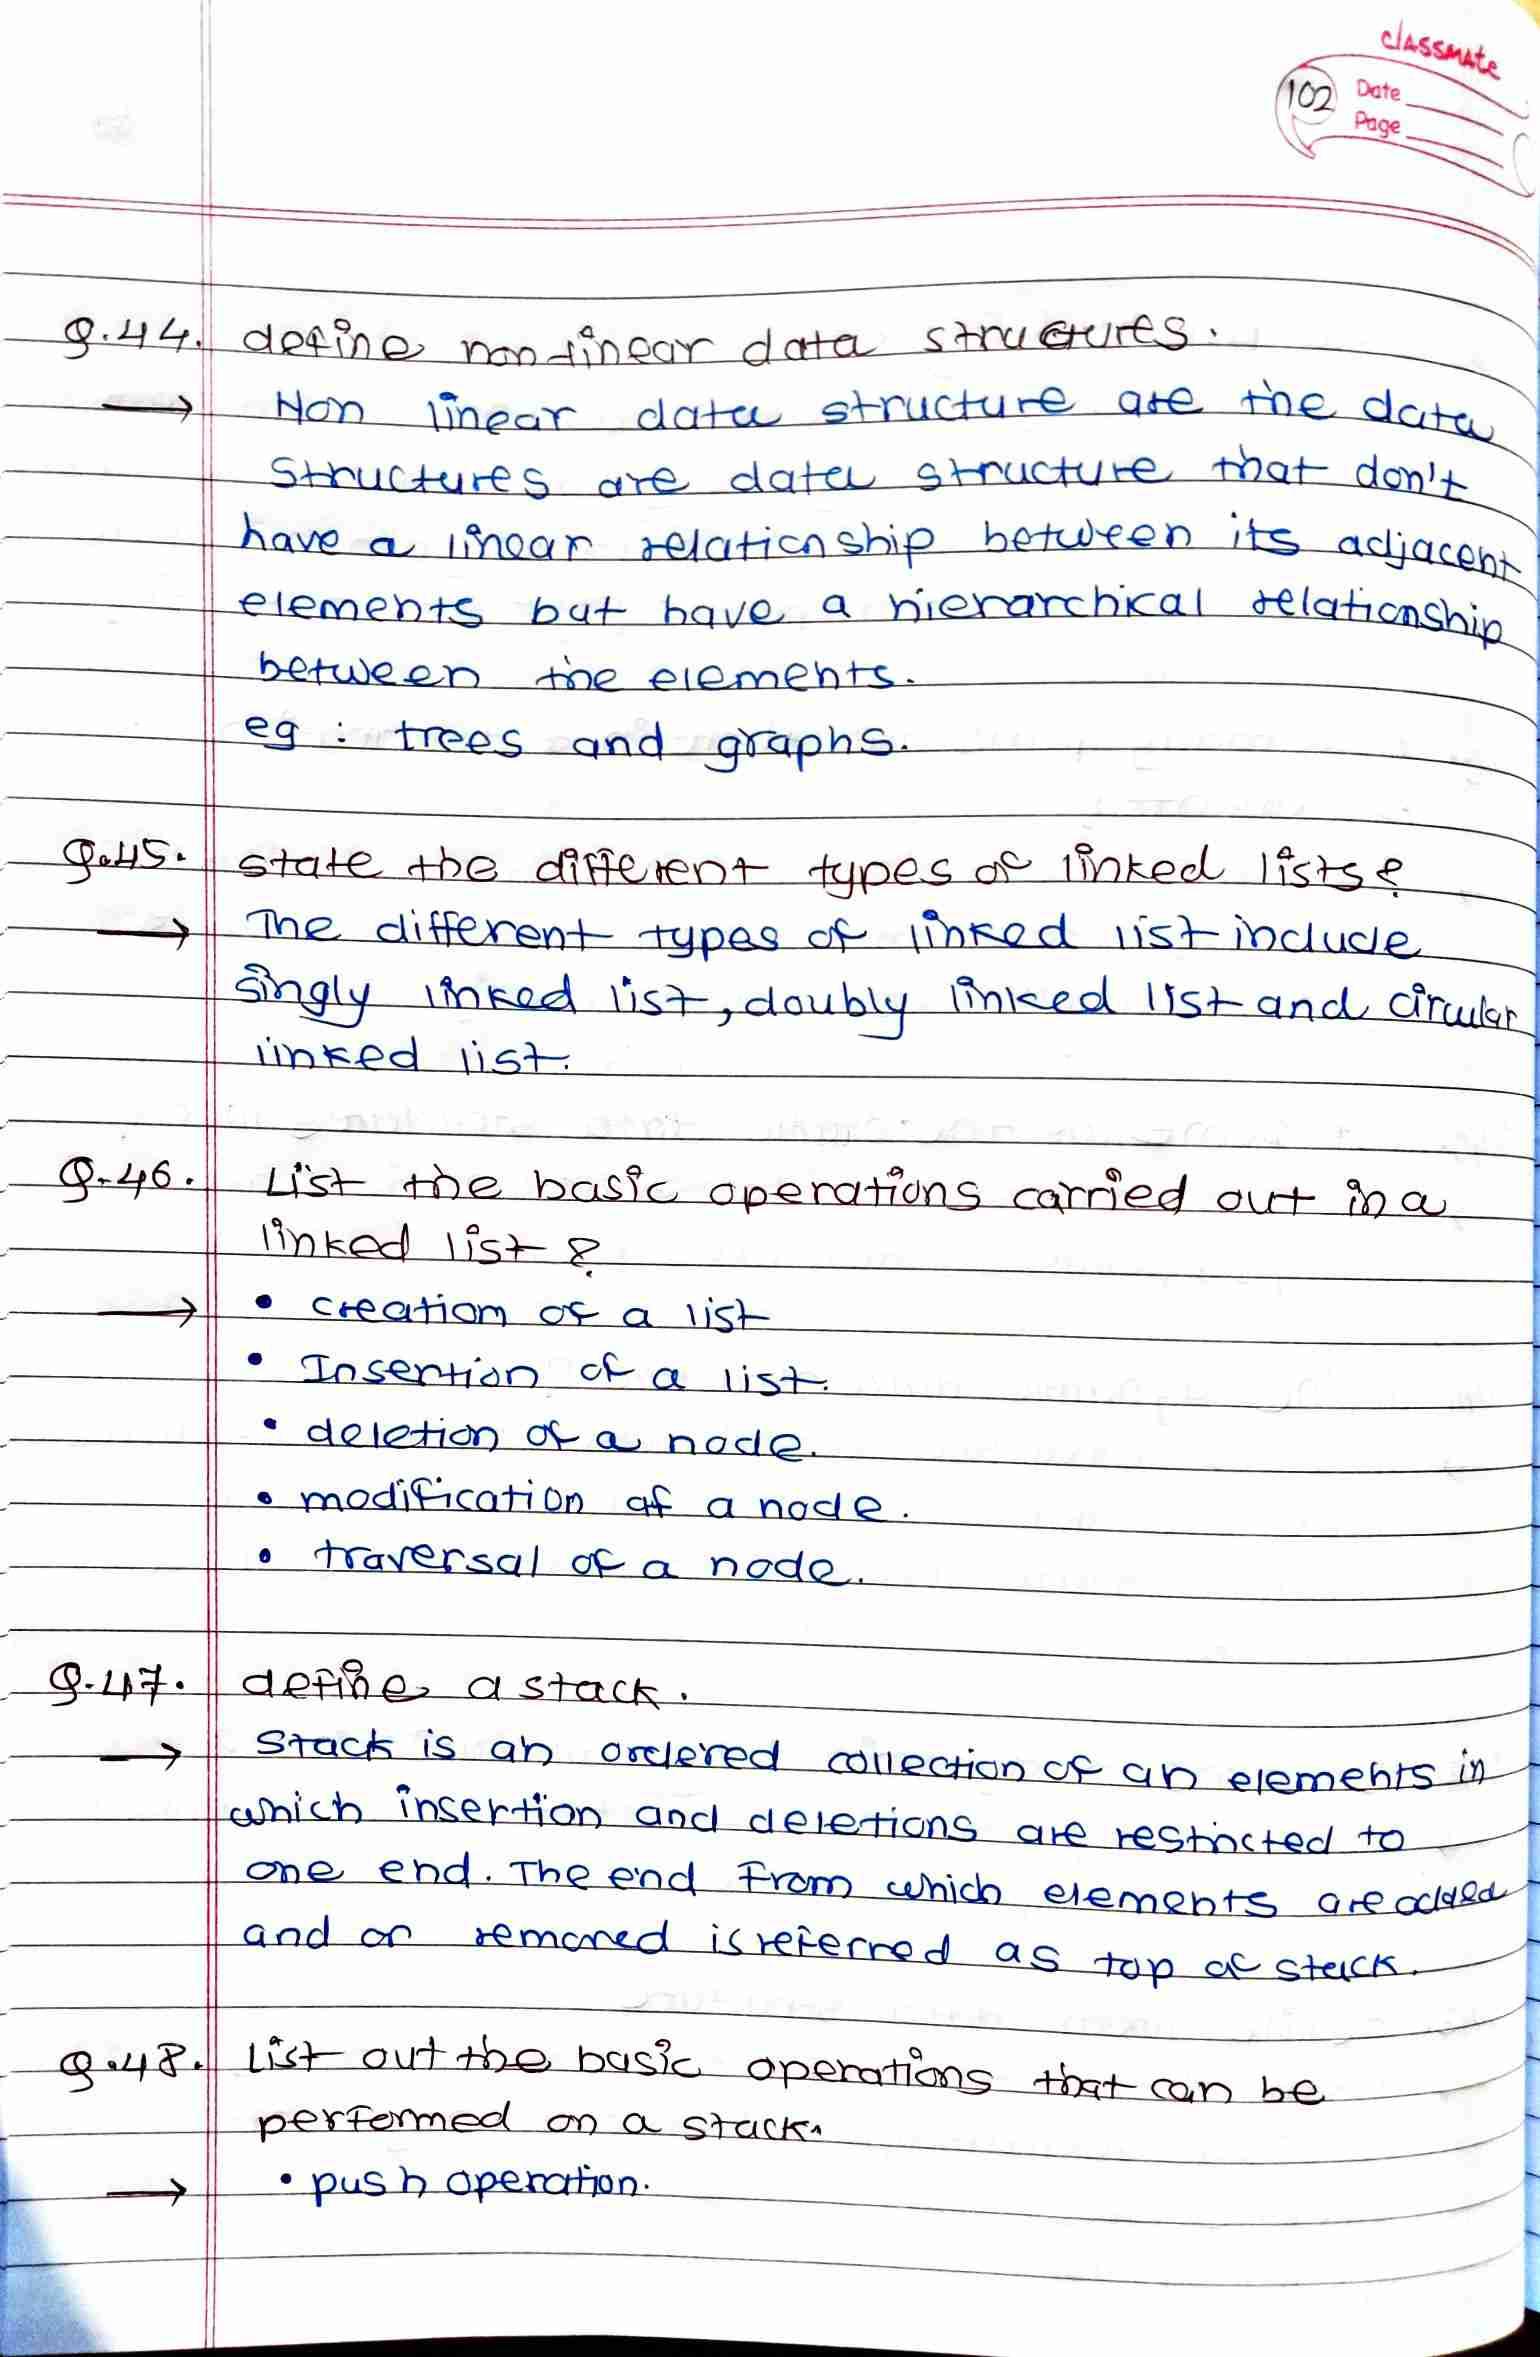 classmate
102 Date
Page
Q.44. define non-linear data structures.
→ Non linear data structure are the data
structures are data structure that don't
have a linear relationship between its adjacent
elements but have a hierarchical relationship
between the elements.
eg : trees and graphs.
Q.45. state the different types of linked lists?
→ The different types of linked list include
singly linked list, doubly linked list and circular
linked list.
Q.46. List the basic operations carried out in a
linked list ?
→ • creation of a list
• Insertion of a list.
• deletion of a node.
• modification of a node.
• traversal of a node.
Q.47. define a stack.
→ Stack is an ordered collection of an elements in
which insertion and deletions are restricted to
one end. The end from which elements are added
and or removed is referred as top of stack.
Q.48. List out the basic operations that can be
performed on a stack.
→ • push operation.